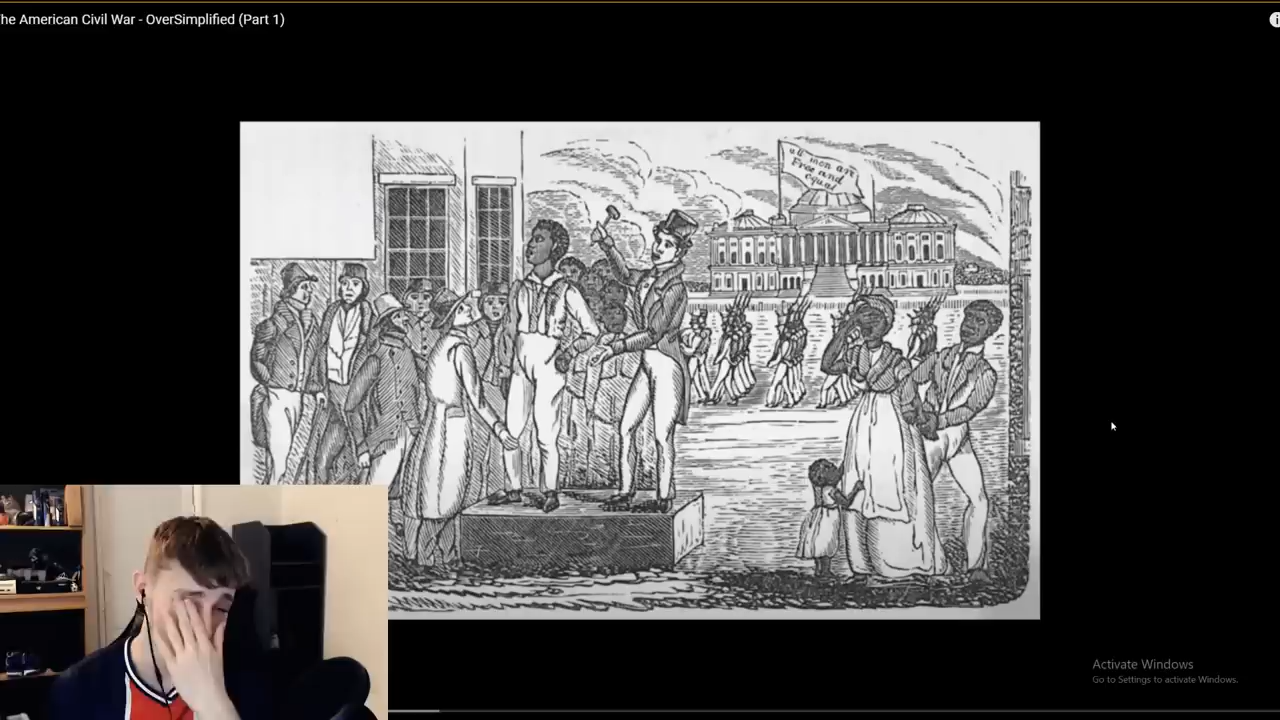 he American Civil War - OverSimplified (Part 1)
all men are
Free and
equal
Activate Windows
Go to Settings to activate Windows.